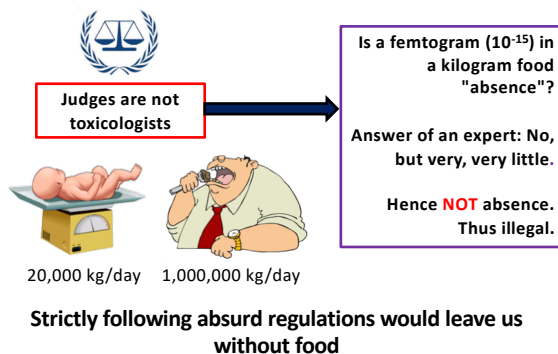 Judges are not
toxicologists
Is a femtogram (10⁻¹⁵) in
a kilogram food
"absence"?
Answer of an expert: No,
but very, very little.
Hence NOT absence.
Thus illegal.
20,000 kg/day
1,000,000 kg/day
Strictly following absurd regulations would leave us
without food